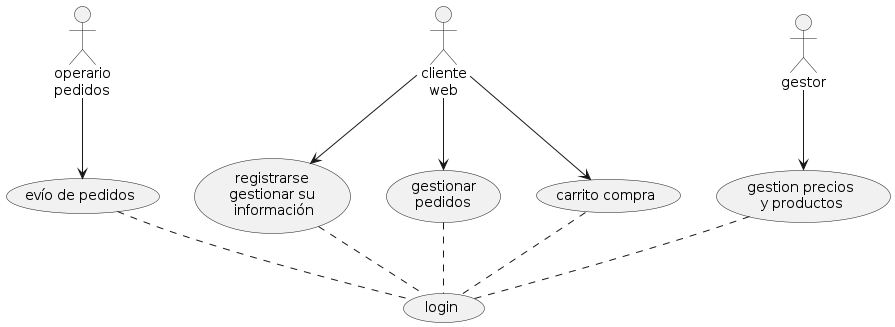 operario
pedidos
cliente
web
gestor
evío de pedidos
registrarse
gestionar su
información
gestionar
pedidos
carrito compra
gestion precios
y productos
login